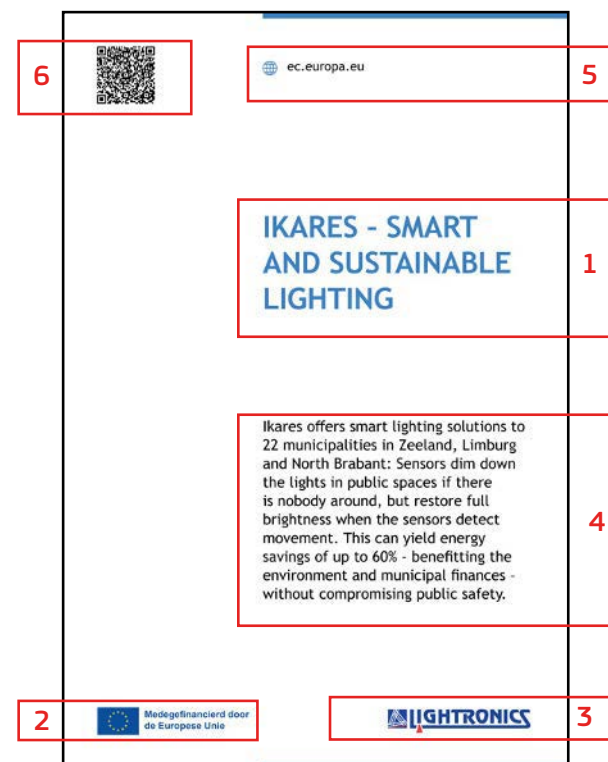 6
ec.europa.eu
5
IKARES - SMART
AND SUSTAINABLE
LIGHTING
1
Ikares offers smart lighting solutions to
22 municipalities in Zeeland, Limburg
and North Brabant: Sensors dim down
the lights in public spaces if there
is nobody around, but restore full
brightness when the sensors detect
movement. This can yield energy
savings of up to 60% - benefitting the
environment and municipal finances -
without compromising public safety.
4
2
Medegefinancierd door
de Europese Unie
LIGHTRONICS
3